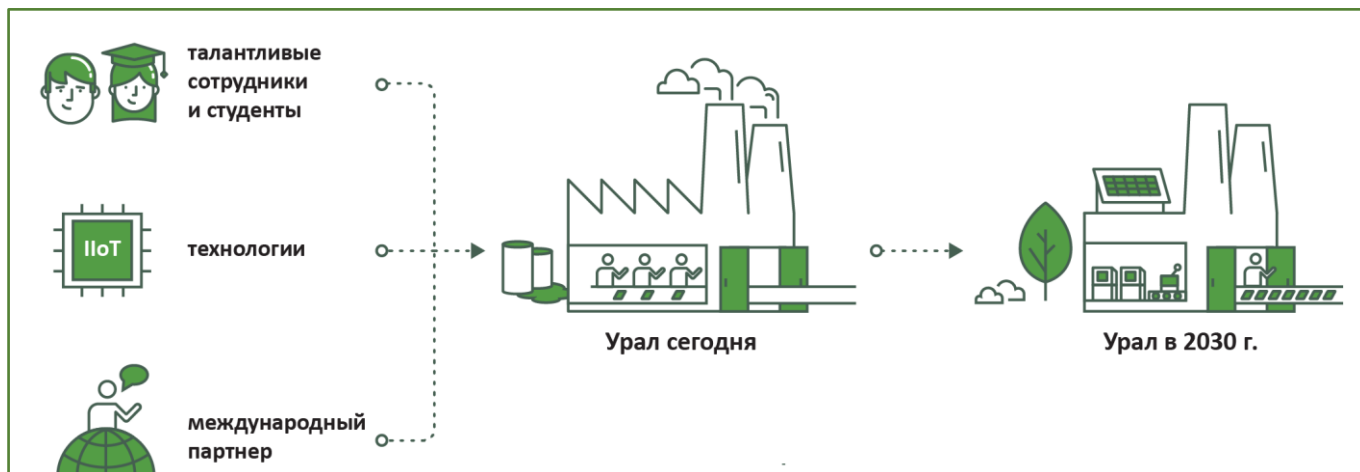 талантливые
сотрудники
и студенты
IIoT
технологии
международный
партнер
Урал сегодня
Урал в 2030 г.